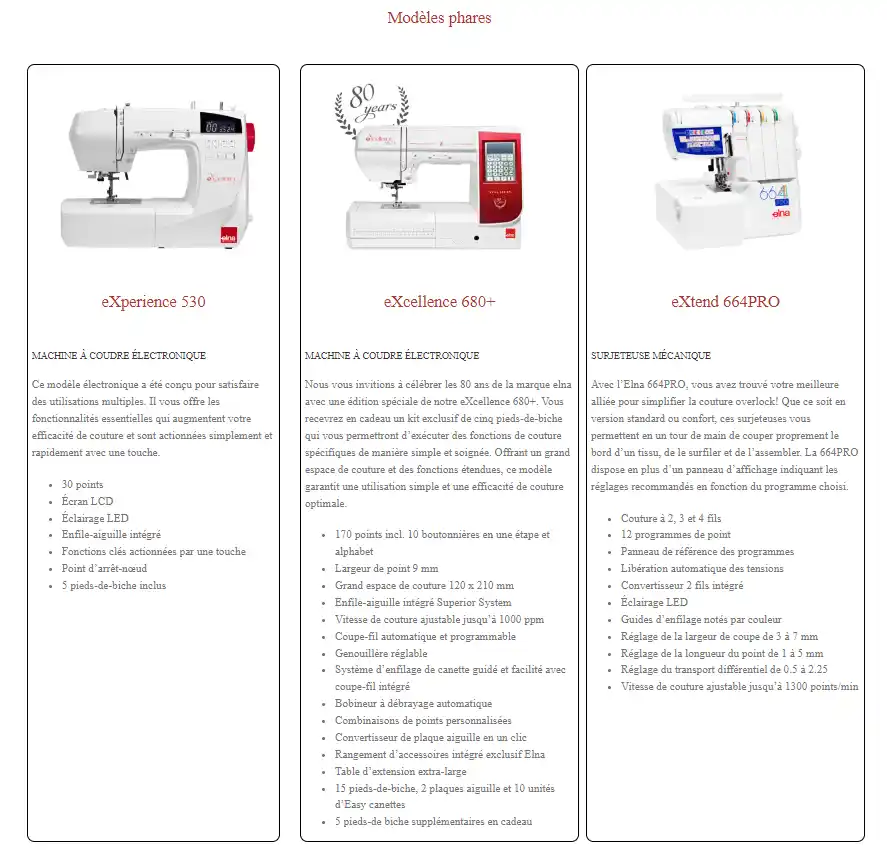 Modèles phares
80
years
elna
eXperience 530
MACHINE À COUDRE ÉLECTRONIQUE
Ce modèle électronique a été conçu pour satisfaire
des utilisations multiples. Il vous offre les
fonctionnalités essentielles qui augmentent votre
efficacité de couture et sont actionnées simplement et
rapidement avec une touche.
30 points
Écran LCD
Éclairage LED
Enfile-aiguille intégré
Fonctions clés actionnées par une touche
Point d'arrêt-nœud
5 pieds-de-biche inclus
elna
eXcellence 680+
MACHINE À COUDRE ÉLECTRONIQUE
Nous vous invitions à célébrer les 80 ans de la marque elna
avec une édition spéciale de notre eXcellence 680+. Vous
recevrez en cadeau un kit exclusif de cinq pieds-de-biche
qui vous permettront d'exécuter des fonctions de couture
spécifiques de manière simple et soignée. Offrant un grand
espace de couture et des fonctions étendues, ce modèle
garantit une utilisation simple et une efficacité de couture
optimale.
170 points incl. 10 boutonnières en une étape et
alphabet
Largeur de point 9 mm
Grand espace de couture 120 x 210 mm
Enfile-aiguille intégré Superior System
Vitesse de couture ajustable jusqu'à 1000 ppm
Coupe-fil automatique et programmable
Genouillère réglable
Système d'enfilage de canette guidé et facilité avec
coupe-fil intégré
Bobineur à débrayage automatique
Combinaisons de points personnalisées
Convertisseur de plaque aiguille en un clic
Rangement d'accessoires intégré exclusif Elna
Table d'extension extra-large
15 pieds-de-biche, 2 plaques aiguille et 10 unités
d'Easy canettes
5 pieds-de biche supplémentaires en cadeau
664
elna
eXtend 664PRO
SURJETEUSE MÉCANIQUE
Avec l'Elna 664PRO, vous avez trouvé votre meilleure
alliée pour simplifier la couture overlock! Que ce soit en
version standard ou confort, ces surjeteuses vous
permettent en un tour de main de couper proprement le
bord d'un tissu, de le surfiler et de l'assembler. La 664PRO
dispose en plus d'un panneau d'affichage indiquant les
réglages recommandés en fonction du programme choisi.
Couture à 2, 3 et 4 fils
12 programmes de point
Panneau de référence des programmes
Libération automatique des tensions
Convertisseur 2 fils intégré
Éclairage LED
Guides d'enfilage notés par couleur
Réglage de la largeur de coupe de 3 à 7 mm
Réglage de la longueur du point de 1 à 5 mm
Réglage du transport différentiel de 0.5 à 2.25
Vitesse de couture ajustable jusqu'à 1300 points/min